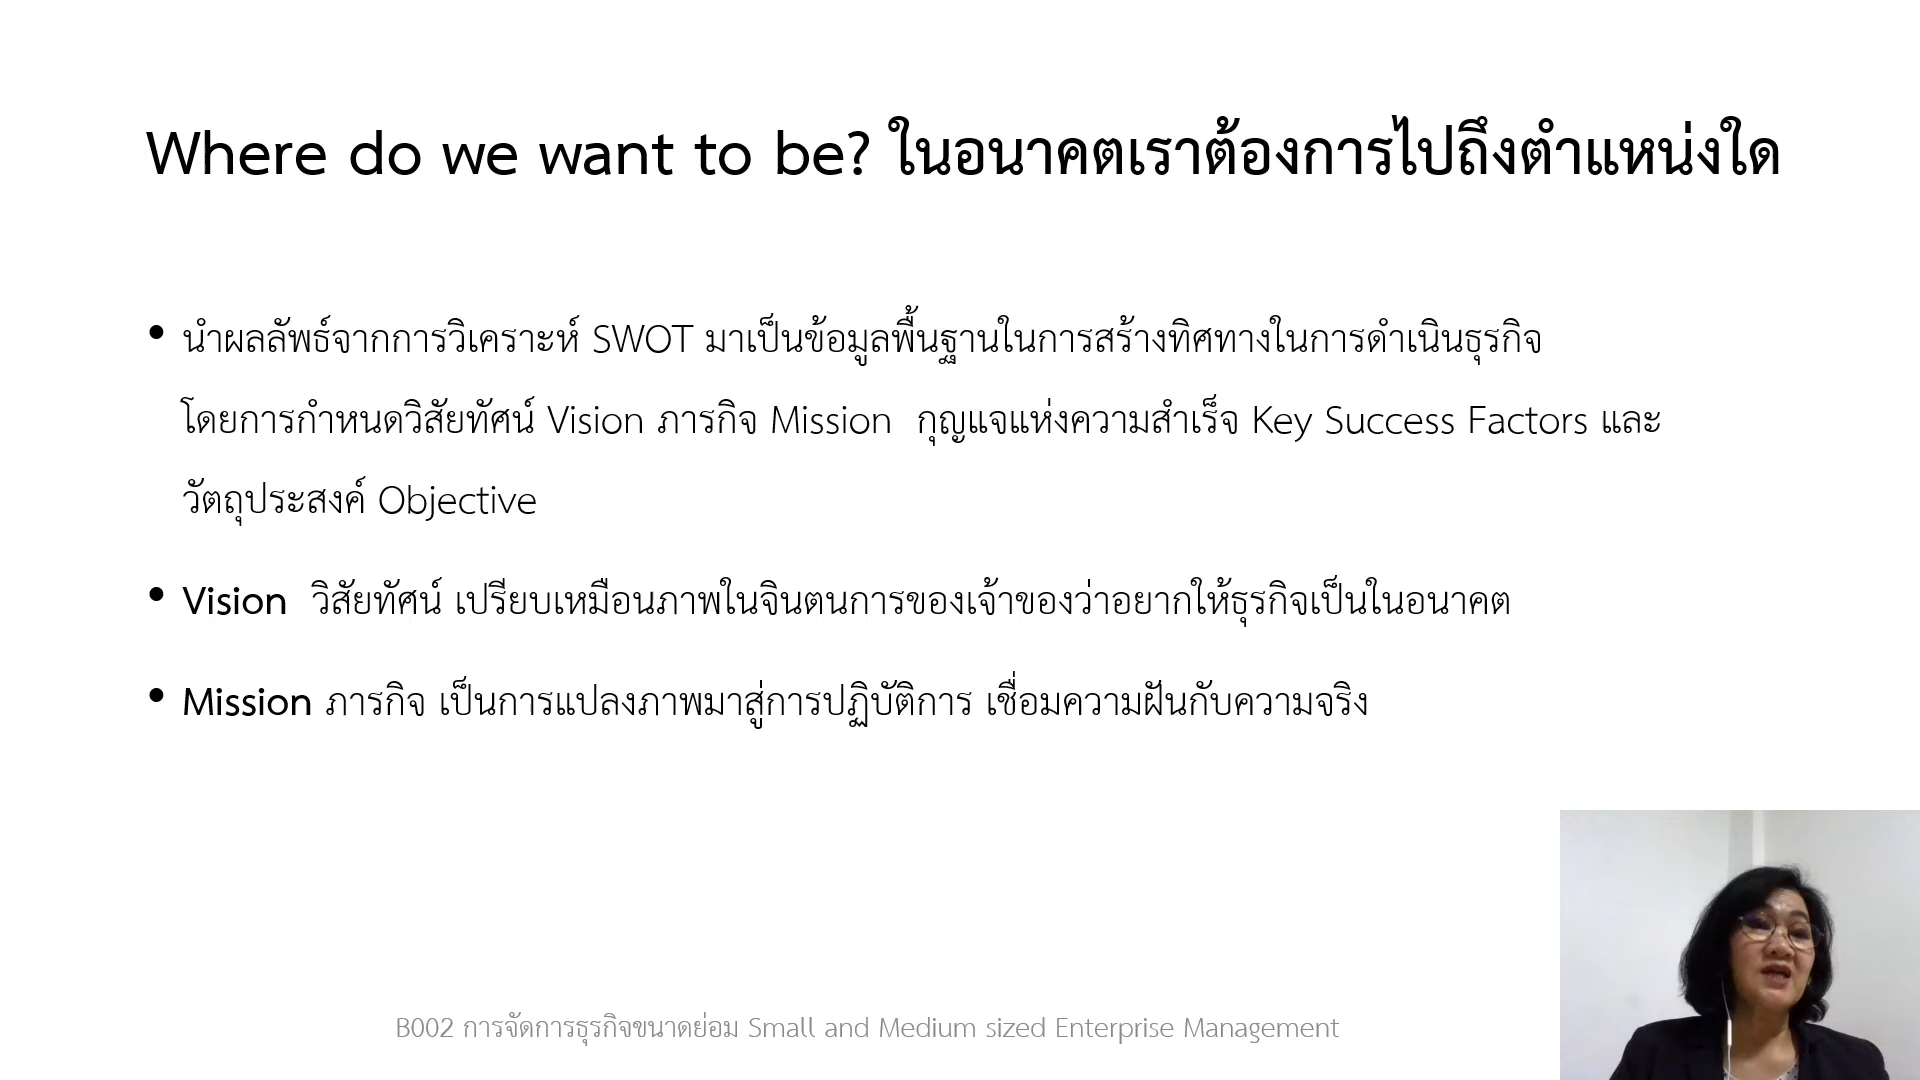 Where do we want to be? ในอนาคตเราต้องการไปถึงตำแหน่งใด
• นำผลลัพธ์จากการวิเคราะห์ SWOT มาเป็นข้อมูลพื้นฐานในการสร้างทิศทางในการดำเนินธุรกิจ
โดยการกำหนดวิสัยทัศน์ Vision ภารกิจ Mission กุญแจแห่งความสำเร็จ Key Success Factors และ
วัตถุประสงค์ Objective
• Vision วิสัยทัศน์ เปรียบเหมือนภาพในจินตนการของเจ้าของว่าอยากให้ธุรกิจเป็นในอนาคต
• Mission ภารกิจ เป็นการแปลงภาพมาสู่การปฏิบัติการ เชื่อมความฝันกับความจริง
B002 การจัดการธุรกิจขนาดย่อม Small and Medium sized Enterprise Management